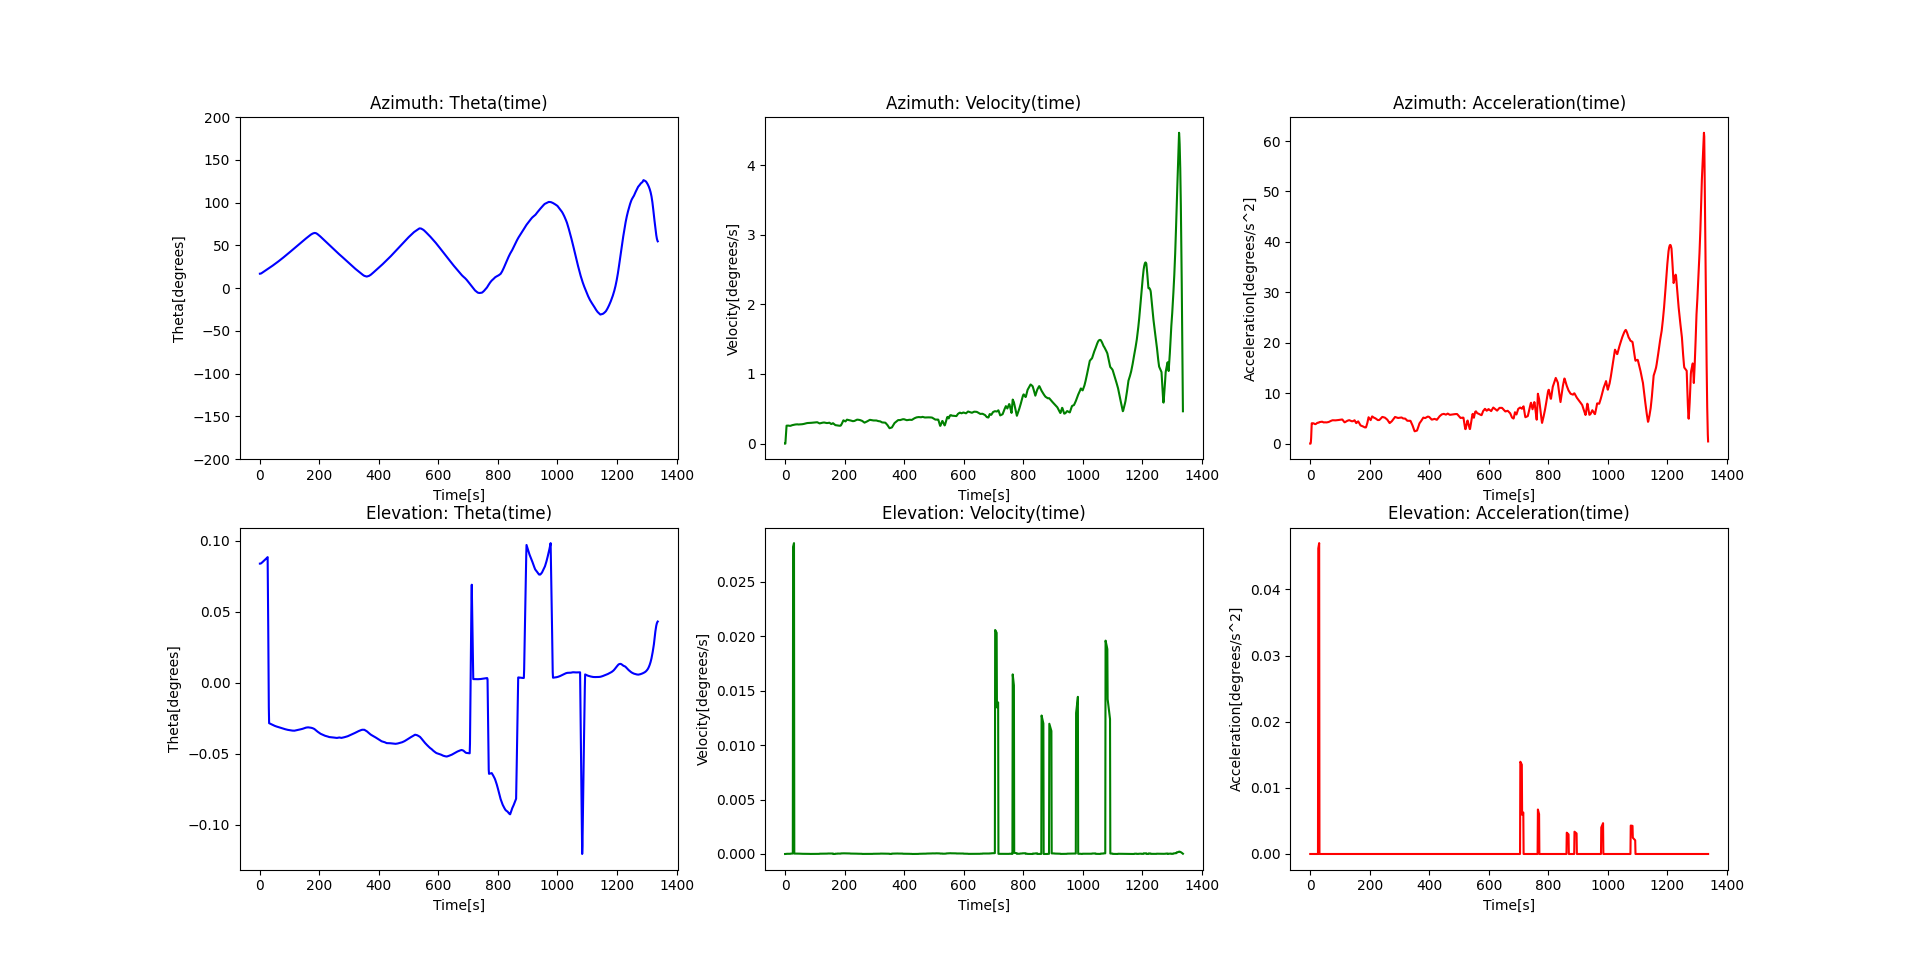 Azimuth: Theta(time)
Theta[degrees]
200
150
100
50
0
−50
−100
−150
−200
0 200 400 600 800 1000 1200 1400
Time[s]
Azimuth: Velocity(time)
Velocity[degrees/s]
4
3
2
1
0
0 200 400 600 800 1000 1200 1400
Time[s]
Azimuth: Acceleration(time)
Acceleration[degrees/s^2]
60
50
40
30
20
10
0
0 200 400 600 800 1000 1200 1400
Time[s]
Elevation: Theta(time)
Theta[degrees]
0.10
0.05
0.00
−0.05
−0.10
0 200 400 600 800 1000 1200 1400
Time[s]
Elevation: Velocity(time)
Velocity[degrees/s]
0.025
0.020
0.015
0.010
0.005
0.000
0 200 400 600 800 1000 1200 1400
Time[s]
Elevation: Acceleration(time)
Acceleration[degrees/s^2]
0.04
0.03
0.02
0.01
0.00
0 200 400 600 800 1000 1200 1400
Time[s]